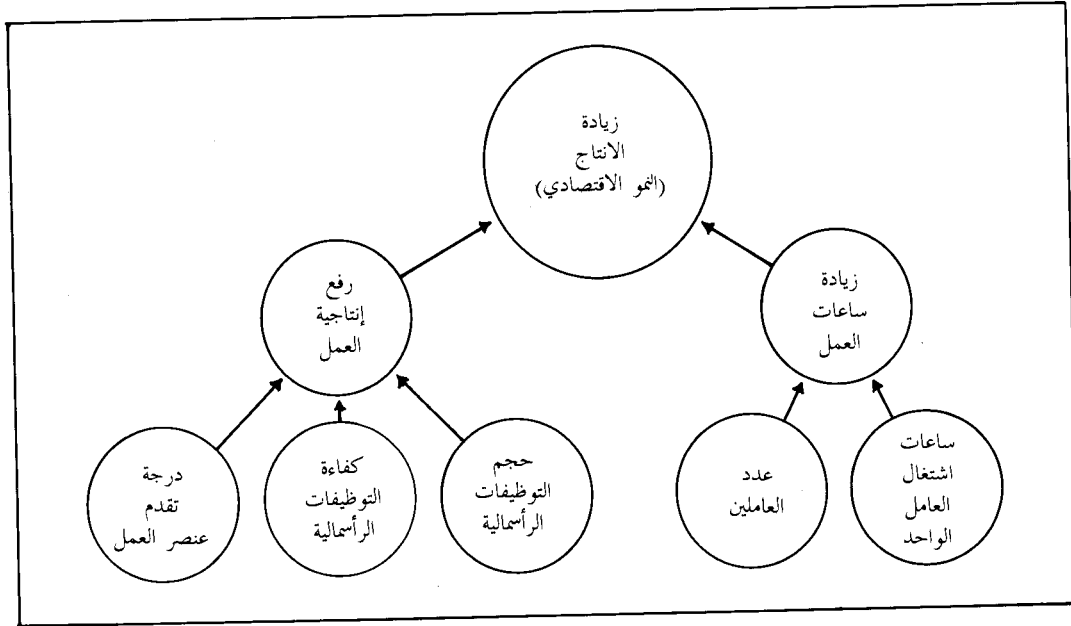 زيادة
الانتاج
(النمو الاقتصادي)
زيادة
ساعات
العمل
رفع
إنتاجية
العمل
ساعات
اشتغال
العامل
الواحد
عدد
العاملين
حجم
التوظيفات
الرأسمالية
كفاءة
التوظيفات
الرأسمالية
درجة
تقدم
عنصر العمل